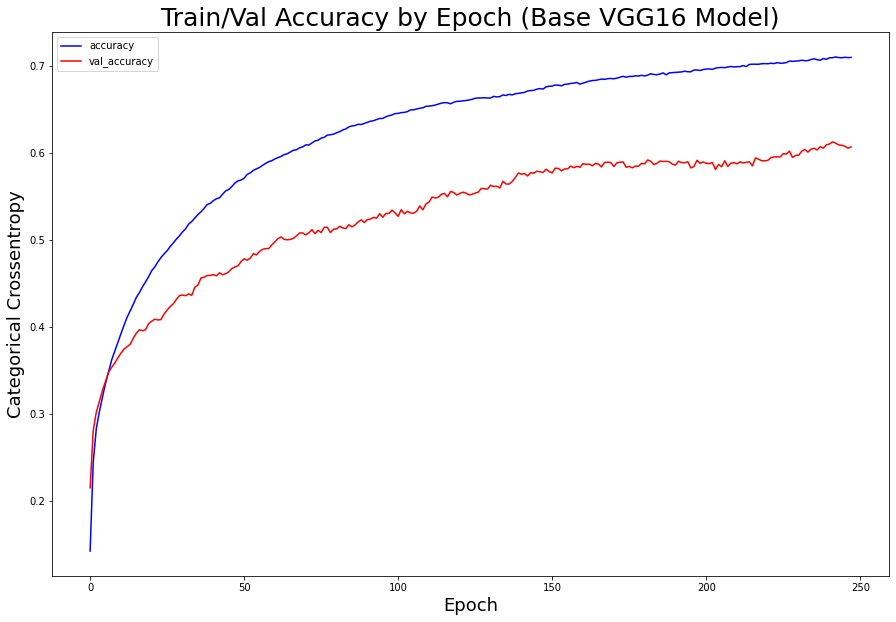 Train/Val Accuracy by Epoch (Base VGG16 Model)
accuracy
val_accuracy
Categorical Crossentropy
0.7
0.6
0.5
0.4
0.3
0.2
0 50 100 150 200 250
Epoch